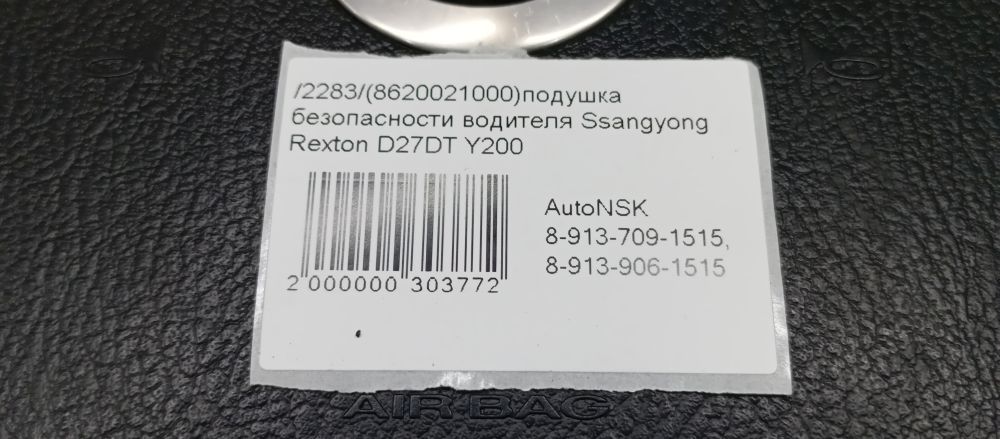 /2283/(8620021000)подушка
безопасности водителя Ssangyong
Rexton D27DT Y200
AutoNSK
8-913-709-1515,
8-913-906-1515
2 000000 303772
AIR BAG